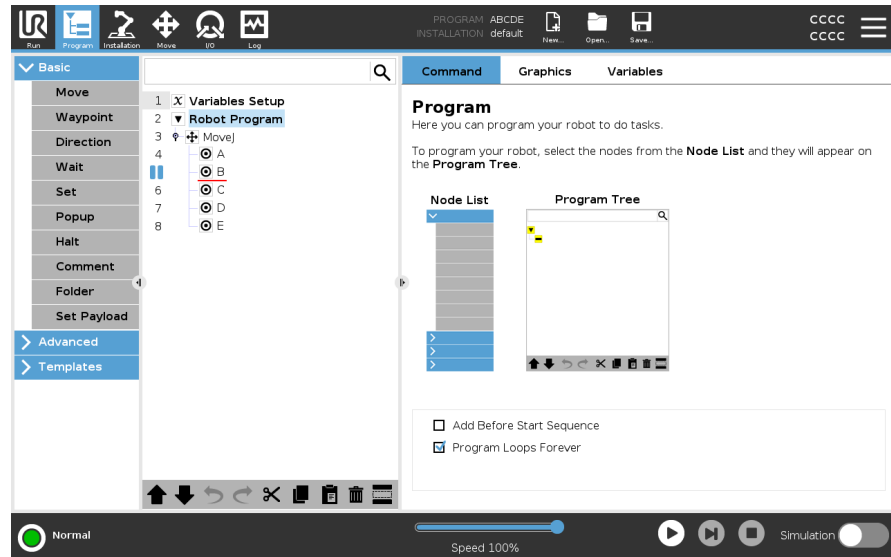 UR
PROGRAM ABCDE
INSTALLATION default
Run Program Installation Move I/O Log New... Open... Save...
CCCC
CCCC
Basic
Move
Waypoint
Direction
Wait
Set
Popup
Halt
Comment
Folder
Set Payload
Advanced
Templates
1 X Variables Setup
2 Robot Program
3 MoveJ
4 A
B
6 C
7 D
8 E
Command Graphics Variables
Program
Here you can program your robot to do tasks.
To program your robot, select the nodes from the Node List and they will appear on
the Program Tree.
Node List Program Tree
Add Before Start Sequence
Program Loops Forever
Normal
Speed 100%
Simulation